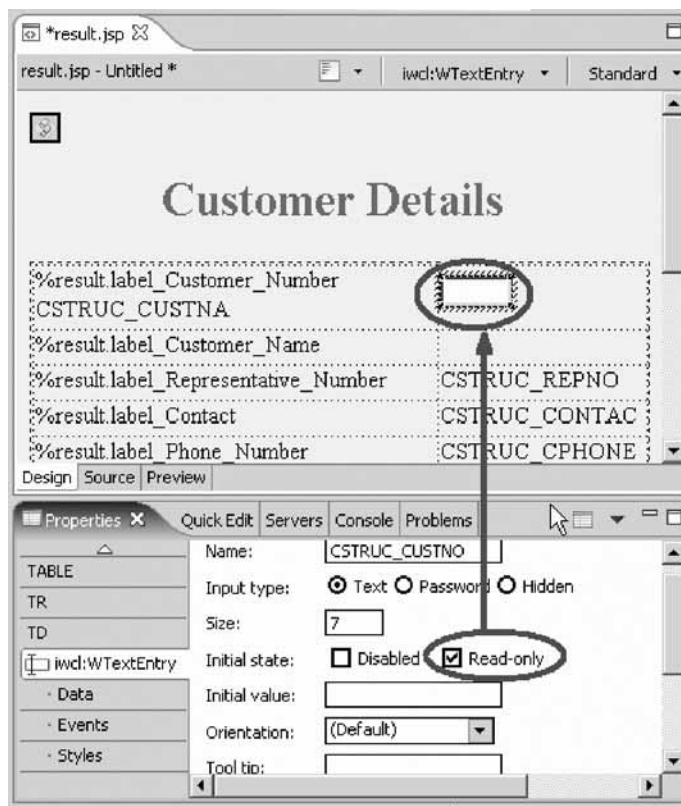 *result.jsp
result.jsp - Untitled *
iwcl:WTextEntry
Standard
Customer Details
%result.label_Customer_Number
CSTRUC_CUSTNA
%result.label_Customer_Name
%result.label_Representative_Number CSTRUC_REPNO
%result.label_Contact CSTRUC_CONTAC
%result.label_Phone_Number CSTRUC_CPHONE
Design Source Preview
Properties Quick Edit Servers Console Problems
TABLE
TR
TD
iwcl:WTextEntry
· Data
· Events
· Styles
Name: CSTRUC_CUSTNO
Input type: Text Password Hidden
Size: 7
Initial state: Disabled Read-only
Initial value:
Orientation: (Default)
Tool tip: